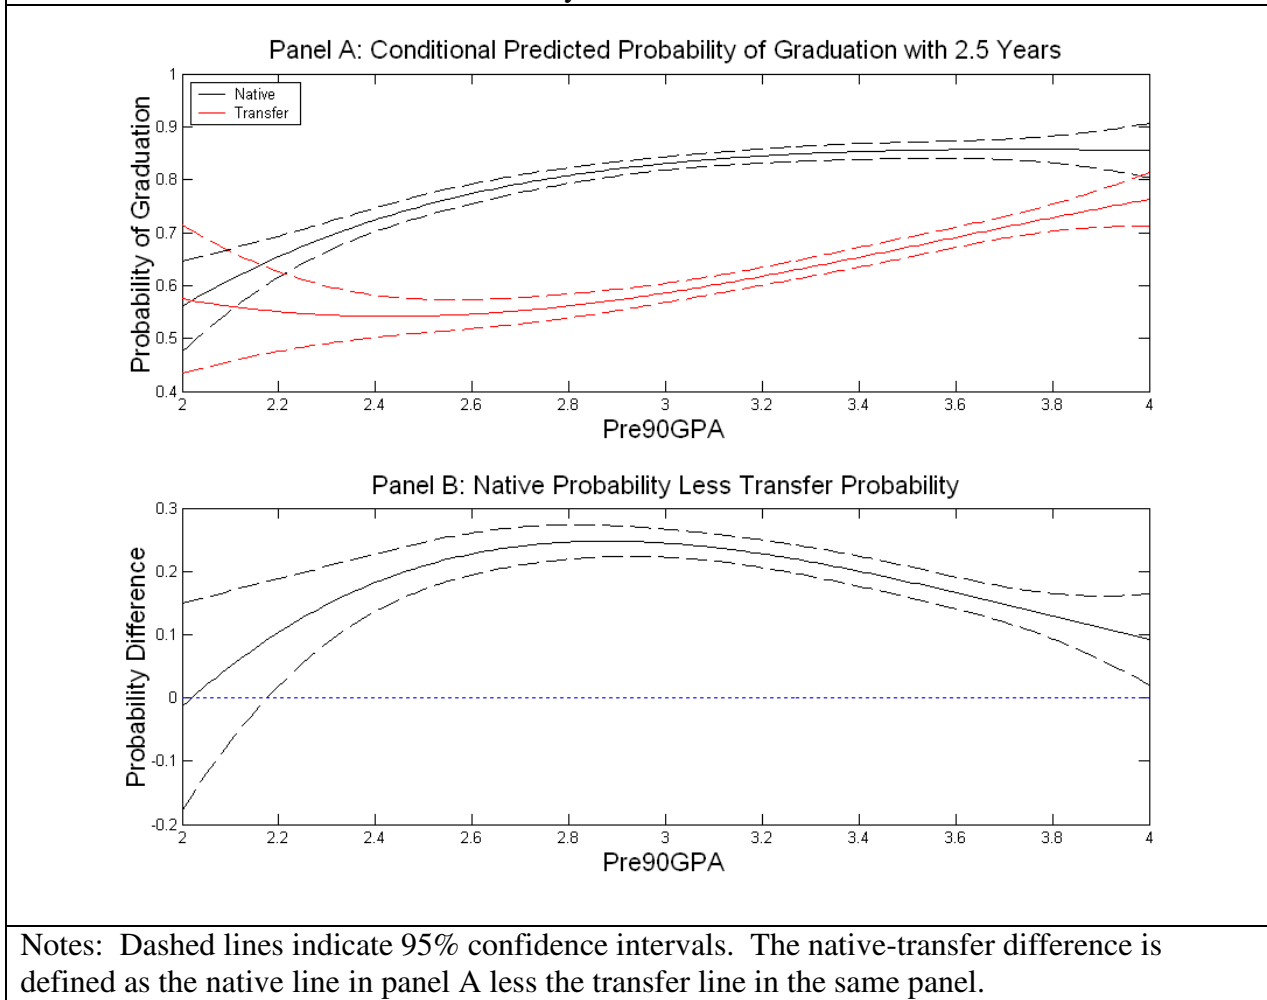 Panel A: Conditional Predicted Probability of Graduation with 2.5 Years
1
Native
Transfer
0.9
0.8
0.7
0.6
0.5
0.4
Probability of Graduation
2 2.2 2.4 2.6 2.8 3 3.2 3.4 3.6 3.8 4
Pre90GPA
Panel B: Native Probability Less Transfer Probability
0.3
0.2
0.1
0
-0.1
-0.2
Probability Difference
2 2.2 2.4 2.6 2.8 3 3.2 3.4 3.6 3.8 4
Pre90GPA
Notes: Dashed lines indicate 95% confidence intervals. The native-transfer difference is
defined as the native line in panel A less the transfer line in the same panel.